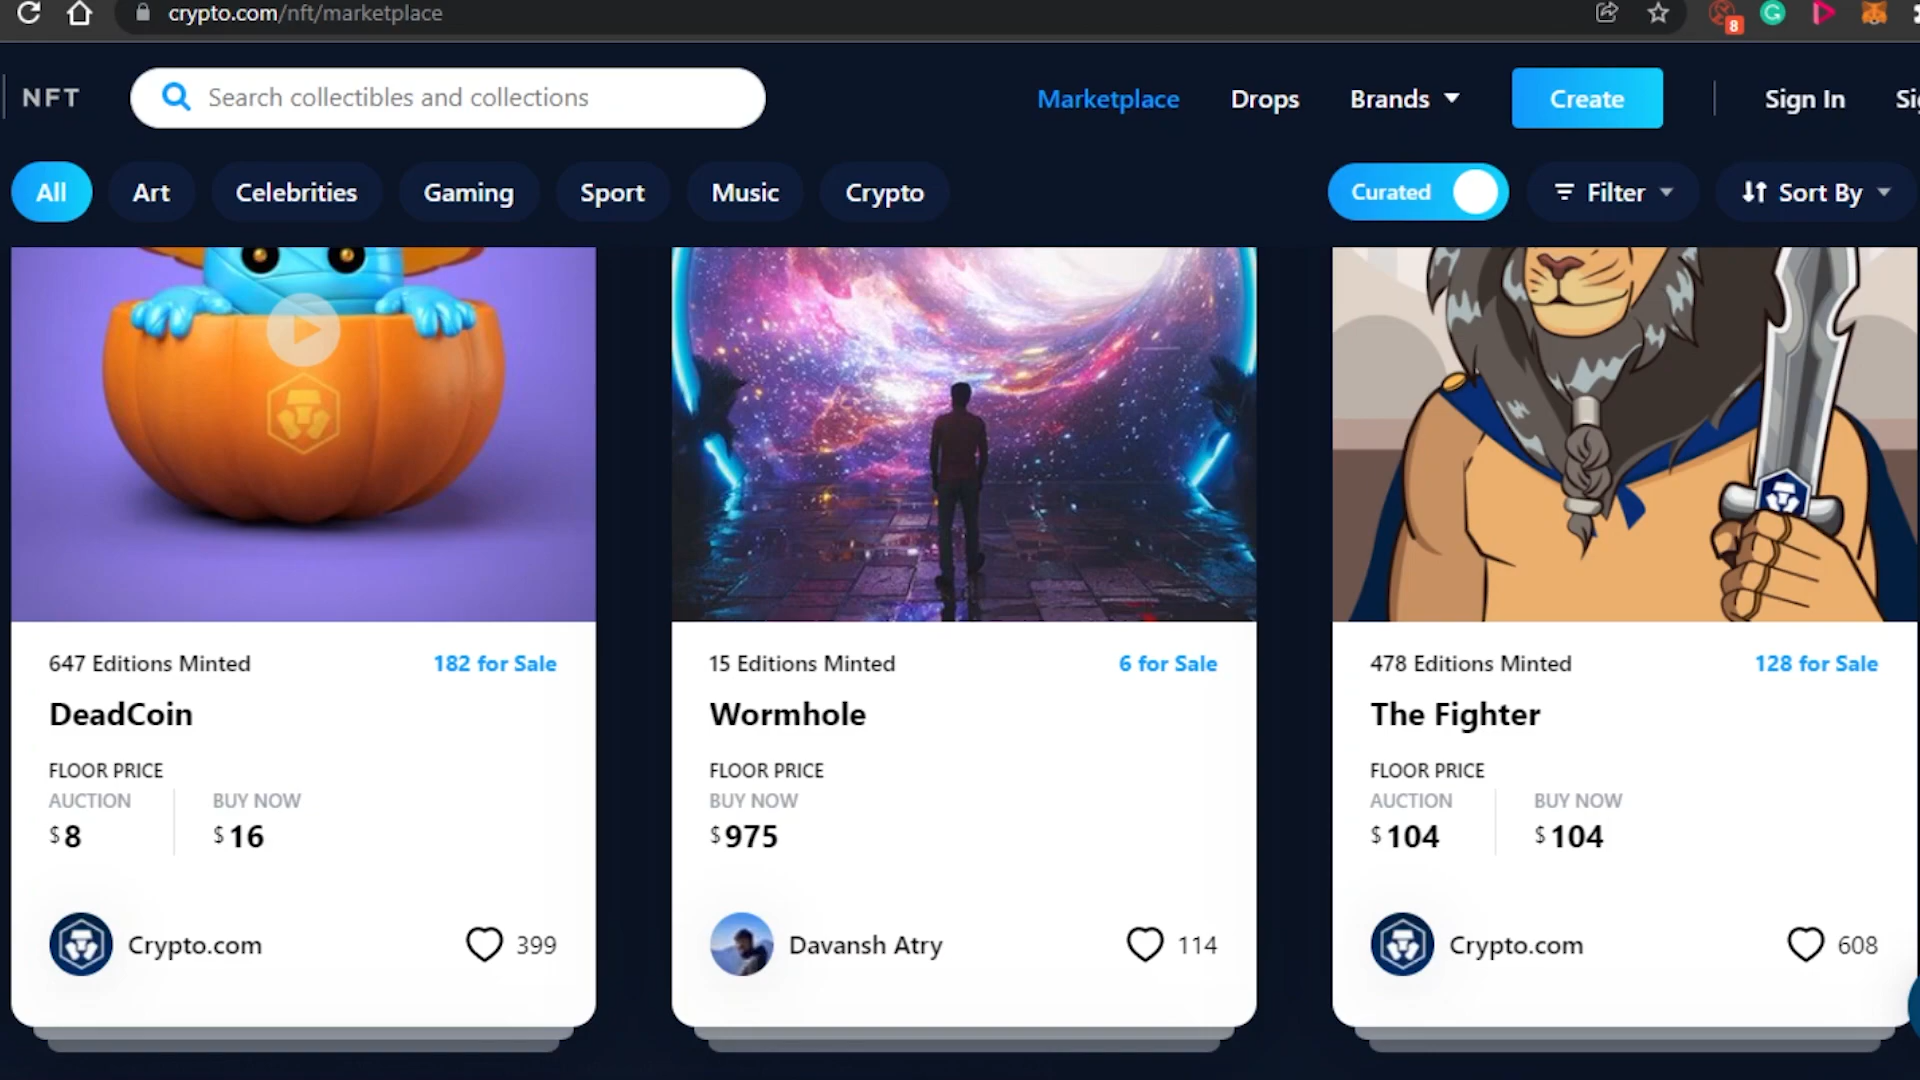 crypto.com/nft/marketplace
8
NFT
Search collectibles and collections
Marketplace
Drops
Brands
Create
Sign In
All
Art
Celebrities
Gaming
Sport
Music
Crypto
Curated
Filter
Sort By
647 Editions Minted
182 for Sale
DeadCoin
FLOOR PRICE
AUCTION
BUY NOW
$8
$16
Crypto.com
399
15 Editions Minted
6 for Sale
Wormhole
FLOOR PRICE
BUY NOW
$975
Davansh Atry
114
478 Editions Minted
128 for Sale
The Fighter
FLOOR PRICE
AUCTION
BUY NOW
$104
$104
Crypto.com
608